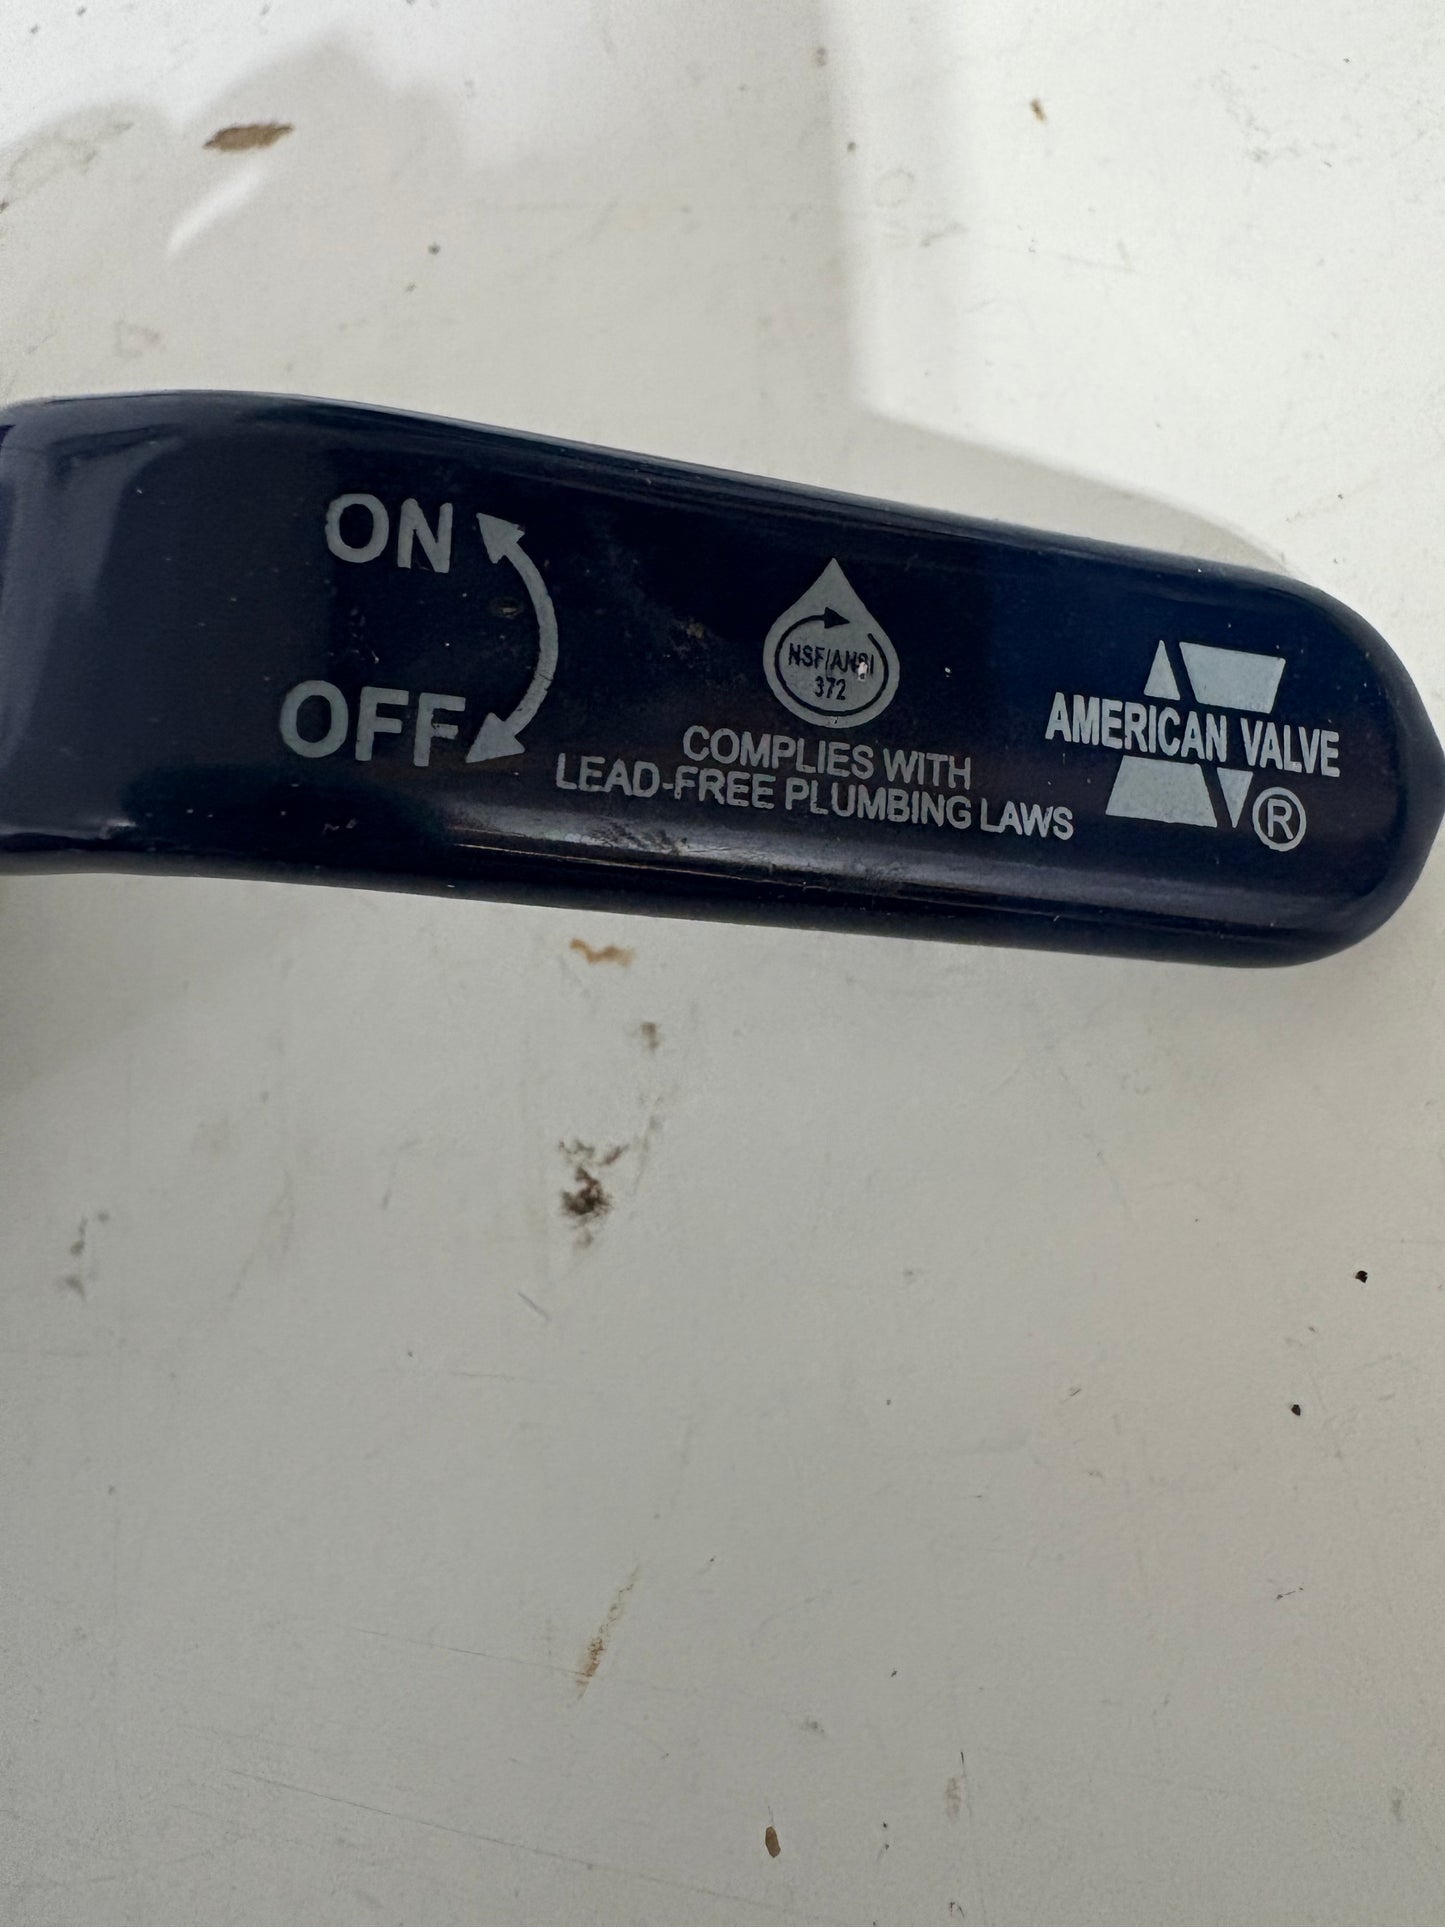 ON
OFF
NSF/ANSI
372
COMPLIES WITH
LEAD-FREE PLUMBING LAWS
AMERICAN VALVE
®